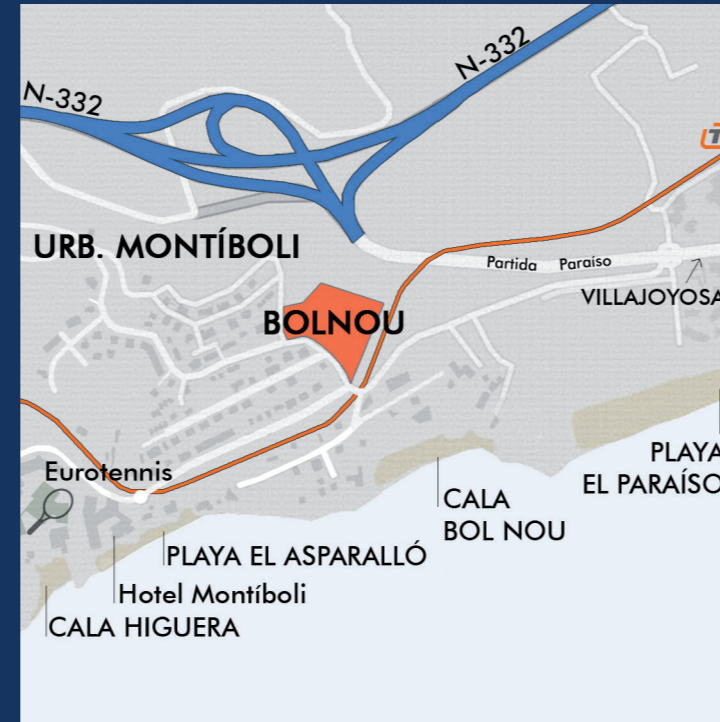 N-332
N-332
URB. MONTÍBOLI
Partida Paraíso
VILLAJOYOSA
BOLNOU
PLAYA
EL PARAÍSO
Eurotennis
CALA
BOL NOU
PLAYA EL ASPARALLÓ
Hotel Montíboli
CALA HIGUERA